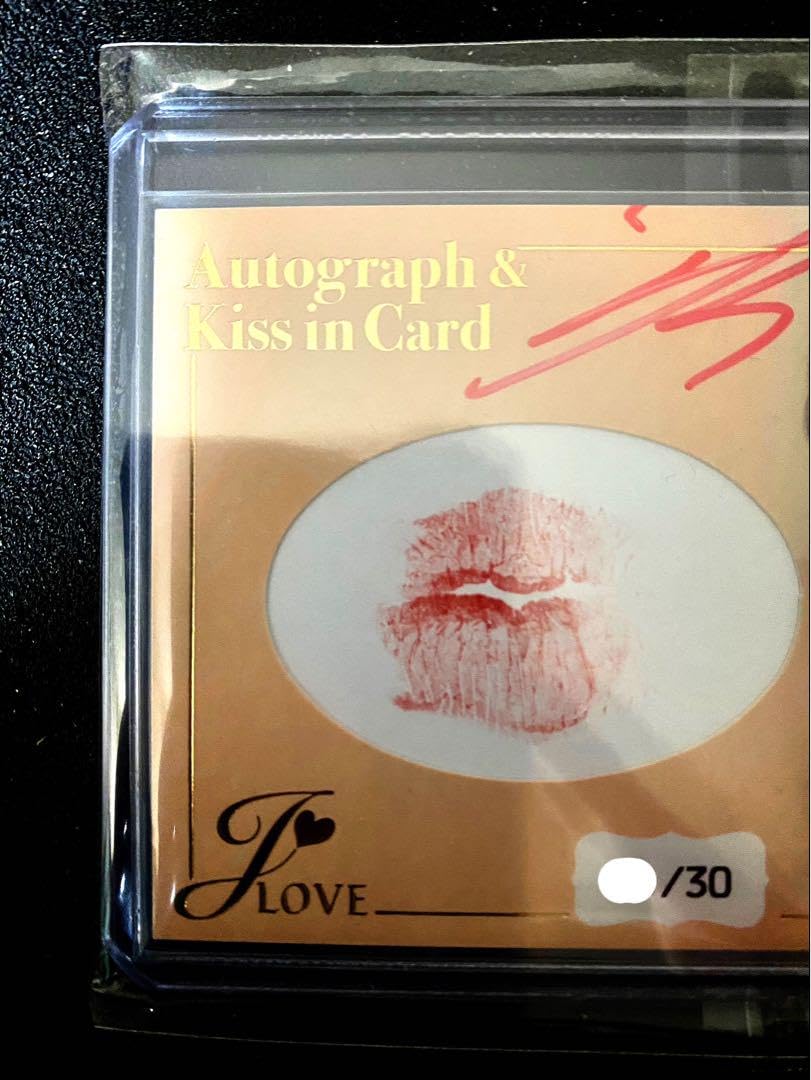 Autograph &
Kiss in Card
J LOVE
/30